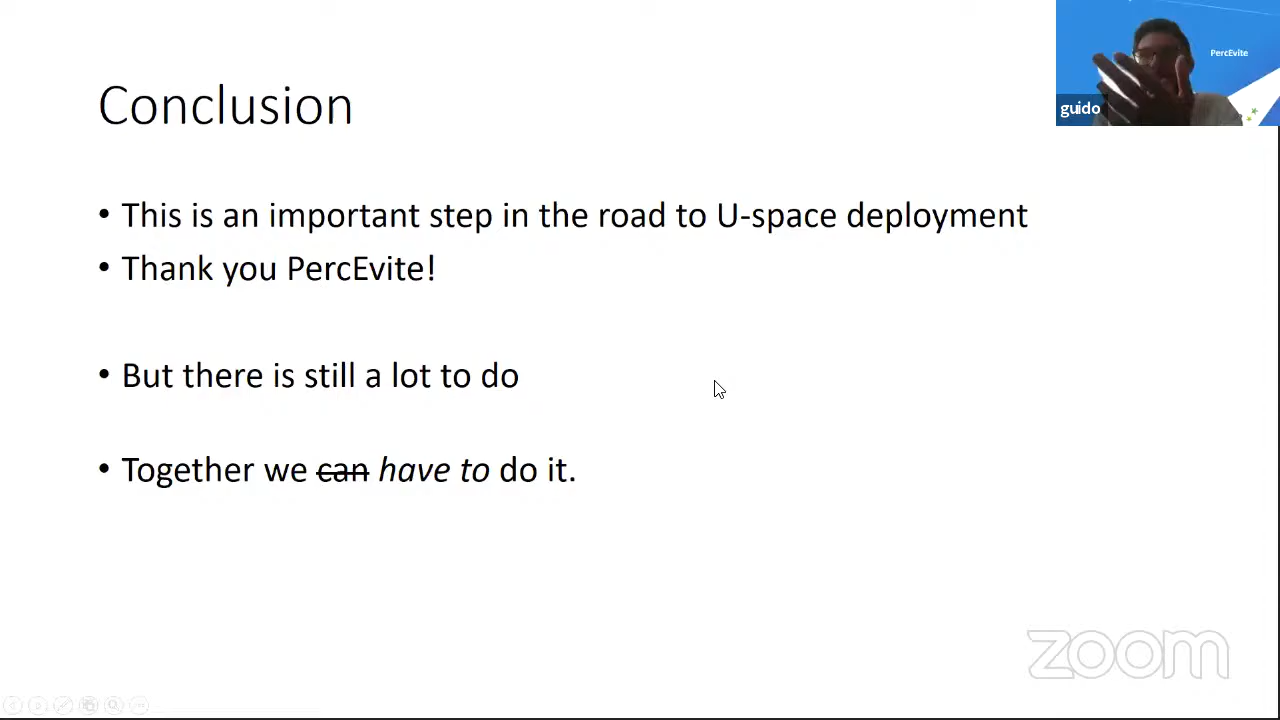 PercEvite
guido
Conclusion
• This is an important step in the road to U-space deployment
• Thank you PercEvite!
• But there is still a lot to do
• Together we can have to do it.
zoom